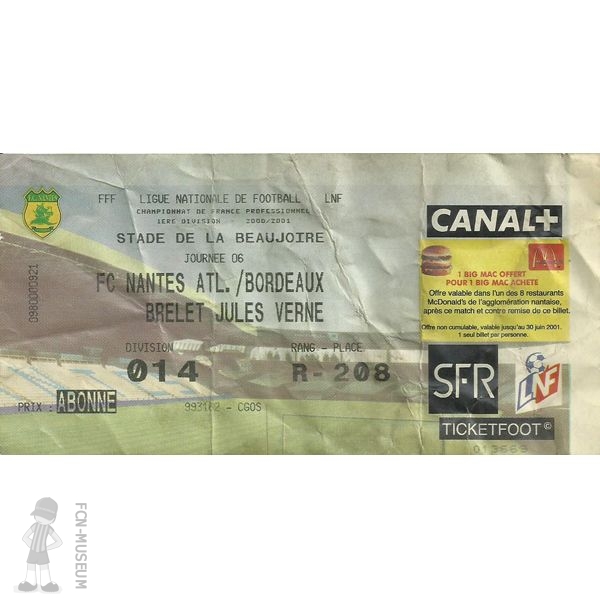 FFF LIGUE NATIONALE DE FOOTBALL LNF
CHAMPIONNAT DE FRANCE PROFESSIONNEL
1ERE DIVISION - 2000/2001
STADE DE LA BEAUJOIRE
JOURNEE 06
FC NANTES ATL./BORDEAUX
BRELET JULES VERNE
DIVISION RANG - PLACE
014 R-208
PRIX : ABONNE
993162 - CGOS
F.C. NANTES
CANAL+
1 BIG MAC OFFERT
POUR 1 BIG MAC ACHETE
Offre valable dans l'un des 8 restaurants
McDonald's de l'agglomération nantaise,
après ce match et contre remise de ce billet.
Offre non cumulable, valable jusqu'au 30 juin 2001.
1 seul billet par personne.
SFR
LNF
TICKETFOOT©
FCN-MUSEUM